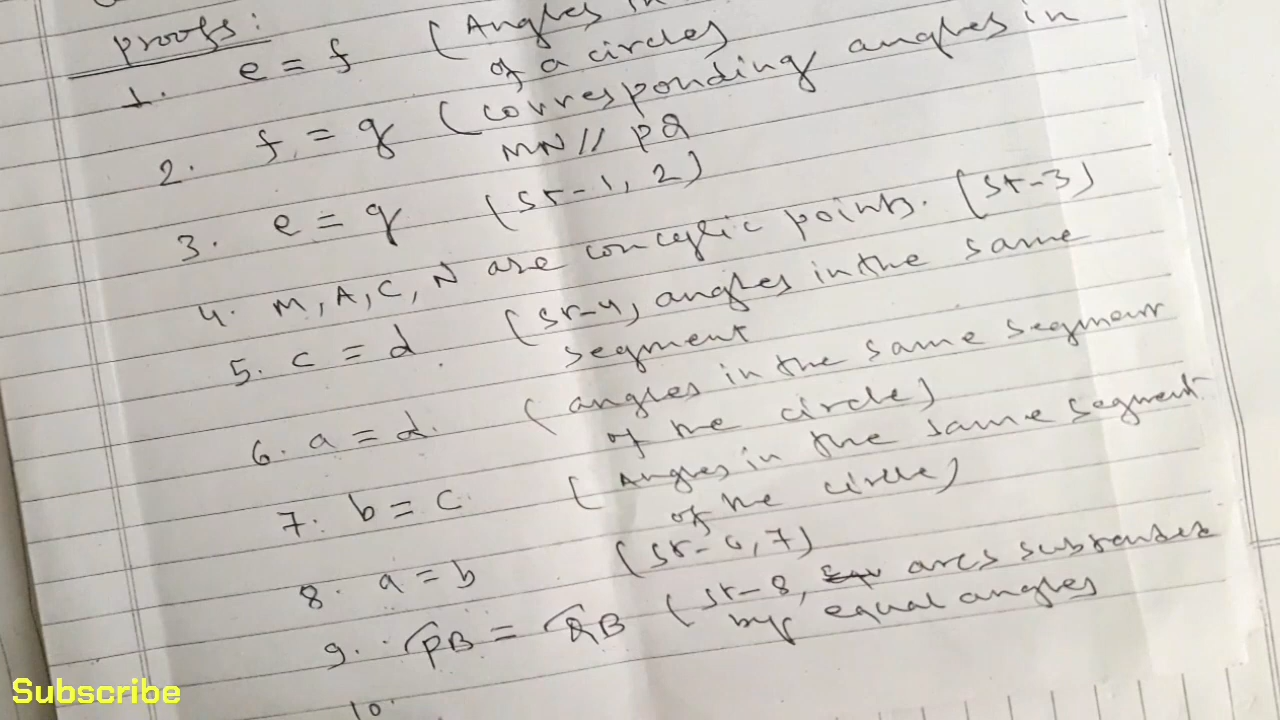 Proofs:
1. e = f (Angles in
of a circles
2. f = g (corresponding angles in
MN // PQ
3. e = g (st-1, 2)
4. M, A, C, N are concylic points. (st-3)
5. c = d (st-4, angles in the same
segment
6. a = d. (angles in the same segment
of the circle)
7. b = c (Angles in the same segment
of the circle)
8. a = b (st-6, 7)
9. PB = QB (st-8, arcs subtended
by equal angles
10.
Subscribe